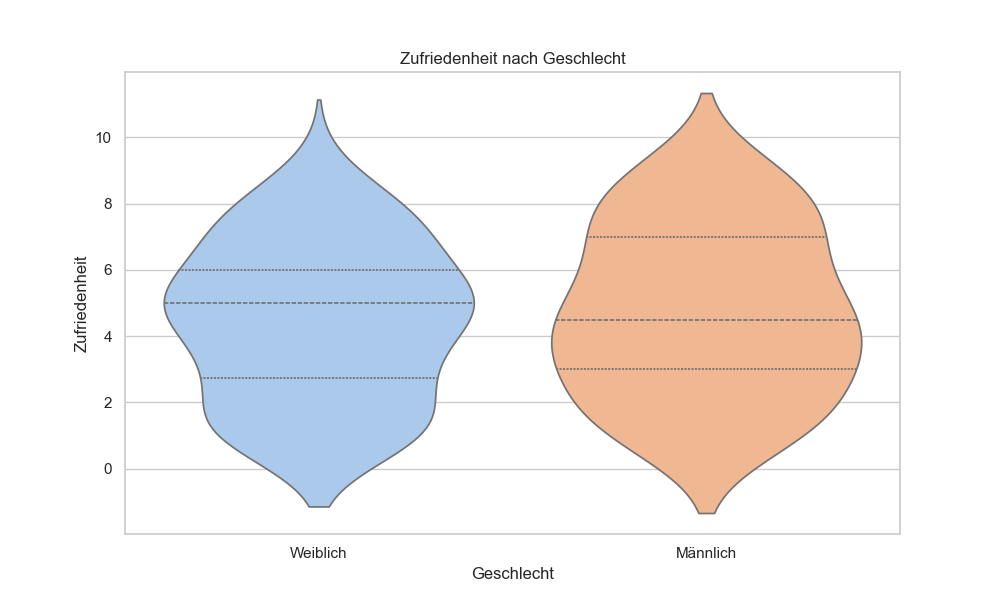 Zufriedenheit nach Geschlecht
Zufriedenheit
10
8
6
4
2
0
Weiblich
Männlich
Geschlecht